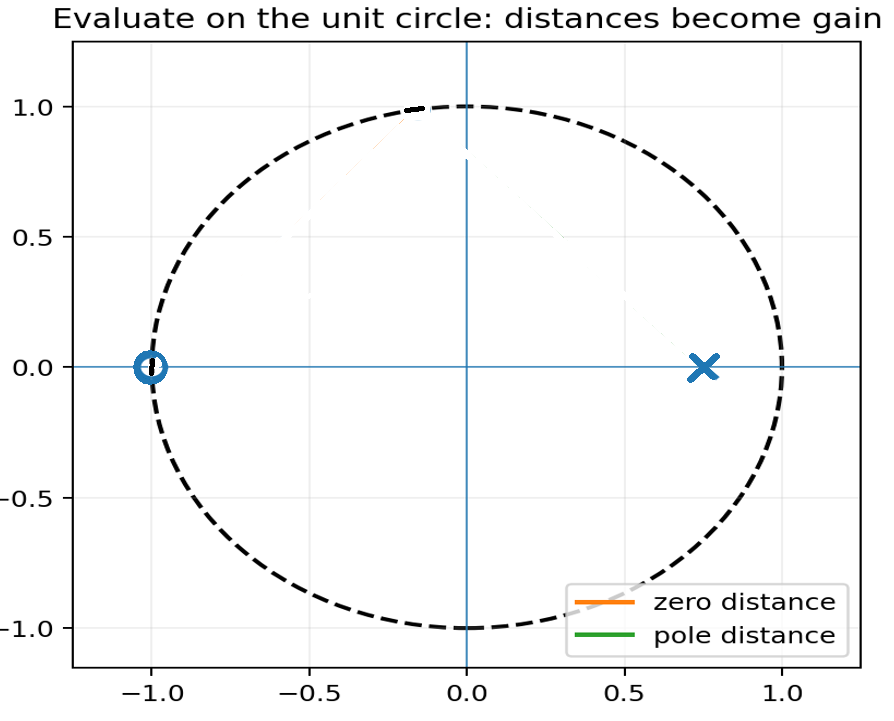 Evaluate on the unit circle: distances become gain
1.0
0.5
0.0
−0.5
−1.0
zero distance
pole distance
−1.0 −0.5 0.0 0.5 1.0